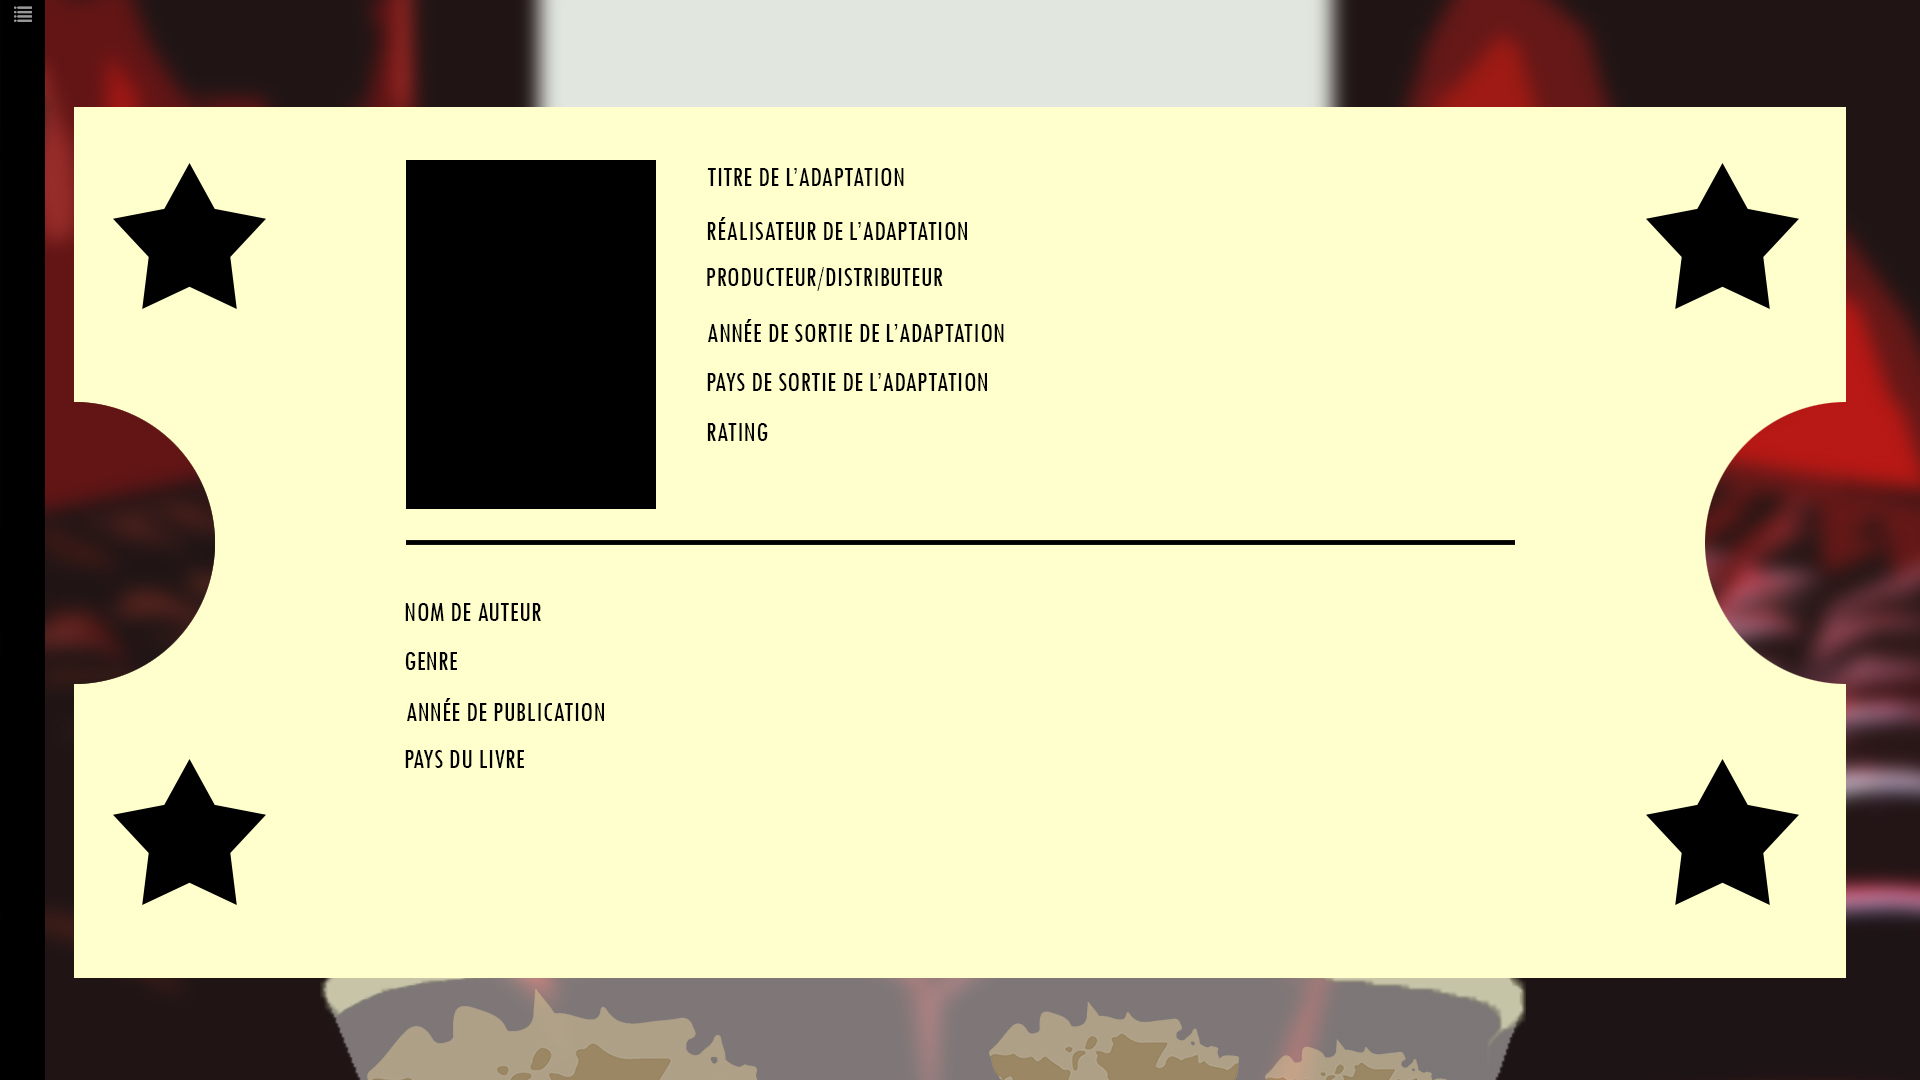 TITRE DE L’ADAPTATION
RÉALISATEUR DE L’ADAPTATION
PRODUCTEUR/DISTRIBUTEUR
ANNÉE DE SORTIE DE L’ADAPTATION
PAYS DE SORTIE DE L’ADAPTATION
RATING
NOM DE AUTEUR
GENRE
ANNÉE DE PUBLICATION
PAYS DU LIVRE